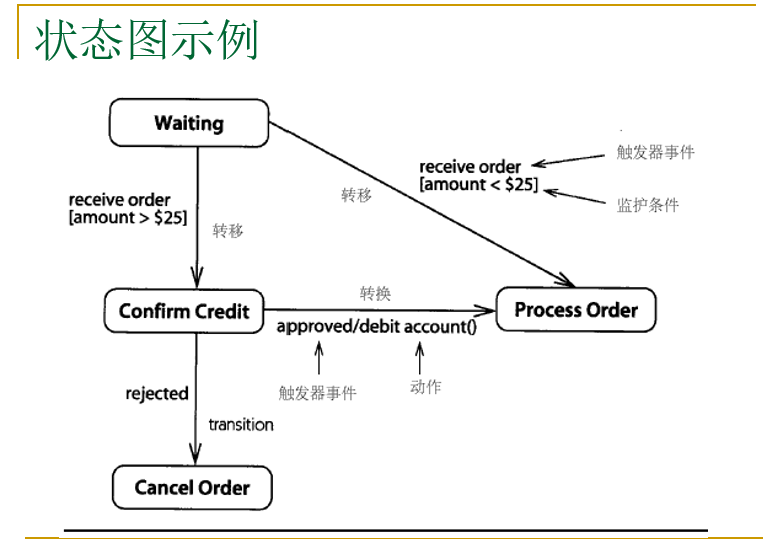 状态图示例
Waiting
触发器事件
receive order
[amount < $25]
监护条件
转移
receive order
[amount > $25]
转移
转换
Confirm Credit
Process Order
approved/debit account()
触发器事件
动作
rejected
transition
Cancel Order